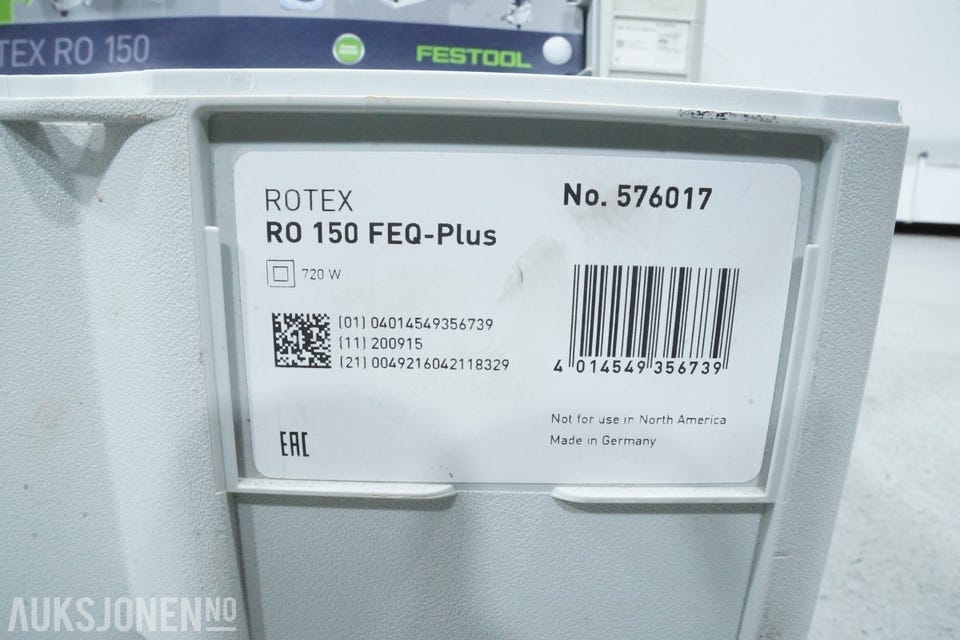 TEX RO 150
FESTOOL
ROTEX
RO 150 FEQ-Plus
720 W
(01) 04014549356739
(11) 200915
(21) 0049216042118329
EAC
No. 576017
4 014549 356739
Not for use in North America
Made in Germany
AUKSJONEN NO